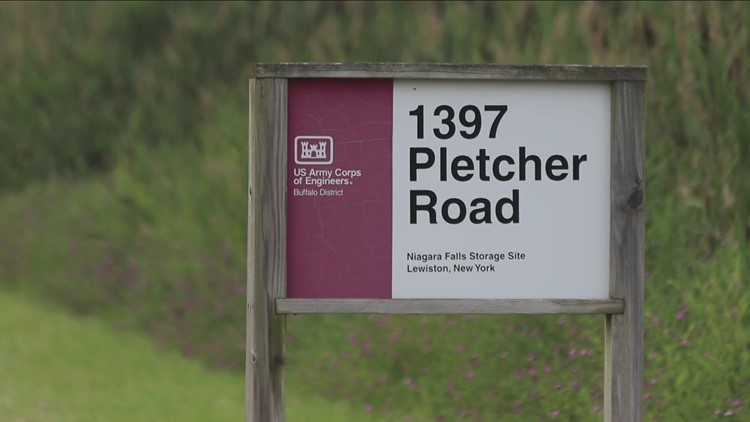 US Army Corps
of Engineers®
Buffalo District
1397
Pletcher
Road
Niagara Falls Storage Site
Lewiston, New York